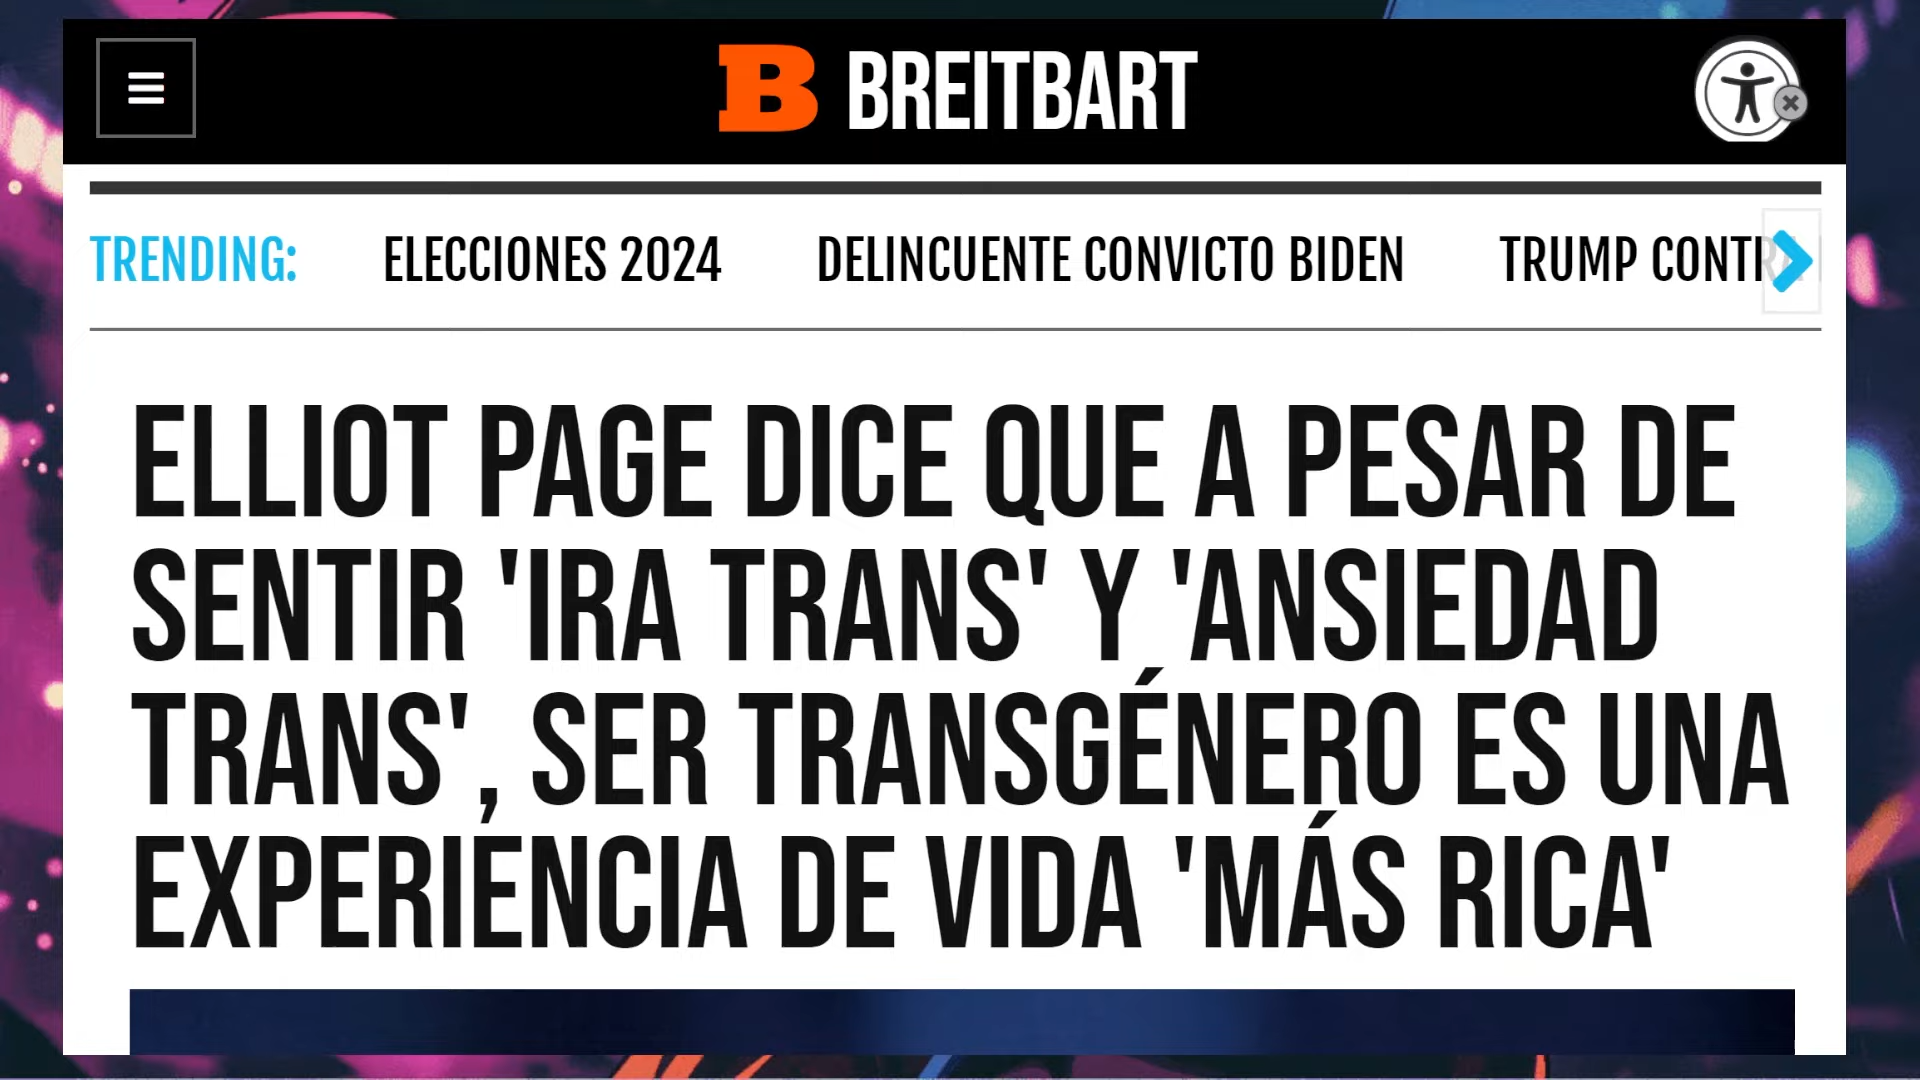 B BREITBART
TRENDING: ELECCIONES 2024 DELINCUENTE CONVICTO BIDEN TRUMP
ELLIOT PAGE DICE QUE A PESAR DE
SENTIR 'IRA TRANS' Y 'ANSIEDAD
TRANS', SER TRANSGÉNERO ES UNA
EXPERIENCIA DE VIDA 'MÁS RICA'